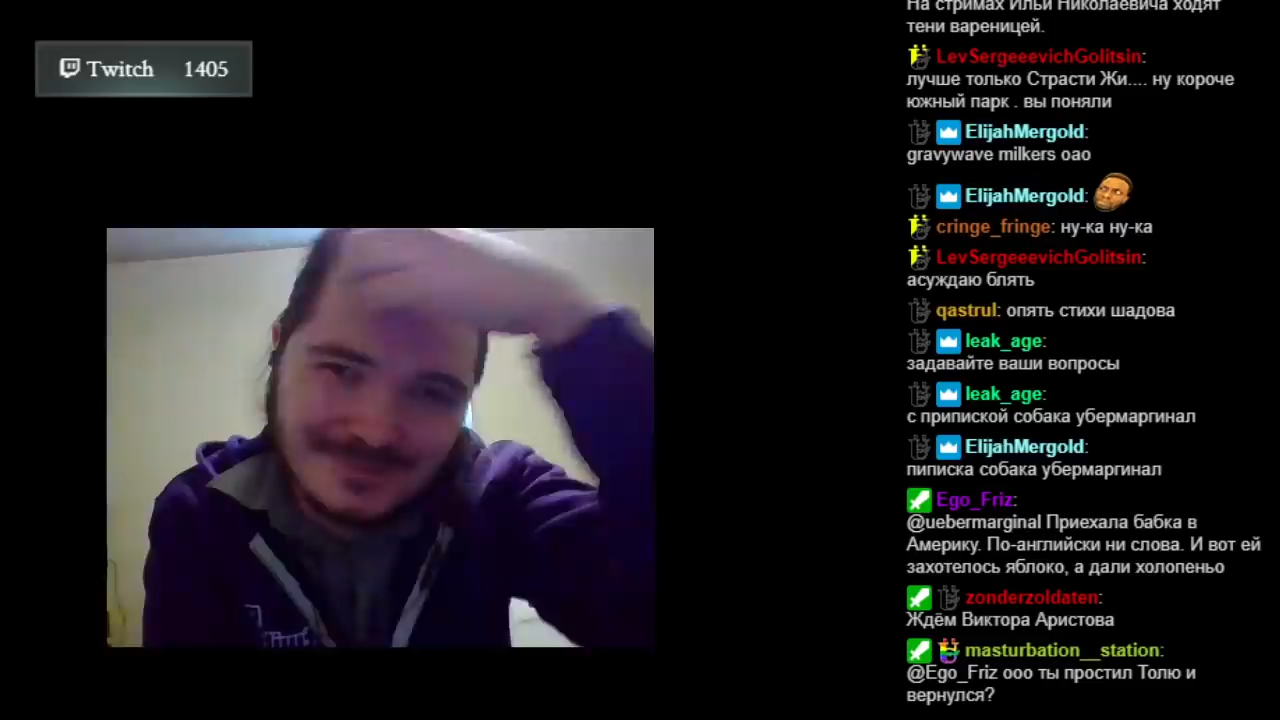 На стримах Ильи Николаевича ходят
тени вареницей.
Twitch 1405
LevSergeeevichGolitsin:
лучше только Страсти Жи.... ну короче
южный парк . вы поняли
ElijahMergold:
gravywave milkers oao
ElijahMergold:
cringe_fringe: ну-ка ну-ка
LevSergeeevichGolitsin:
асуждаю блять
qastrul: опять стихи шадова
leak_age:
задавайте ваши вопросы
leak_age:
с припиской собака убермаргинал
ElijahMergold:
пиписка собака убермаргинал
Ego_Friz:
@uebermarginal Приехала бабка в
Америку. По-английски ни слова. И вот ей
захотелось яблоко, а дали холопеньо
zonderzoldaten:
Ждём Виктора Аристова
masturbation__station:
@Ego_Friz ооо ты простил Толю и
вернулся?